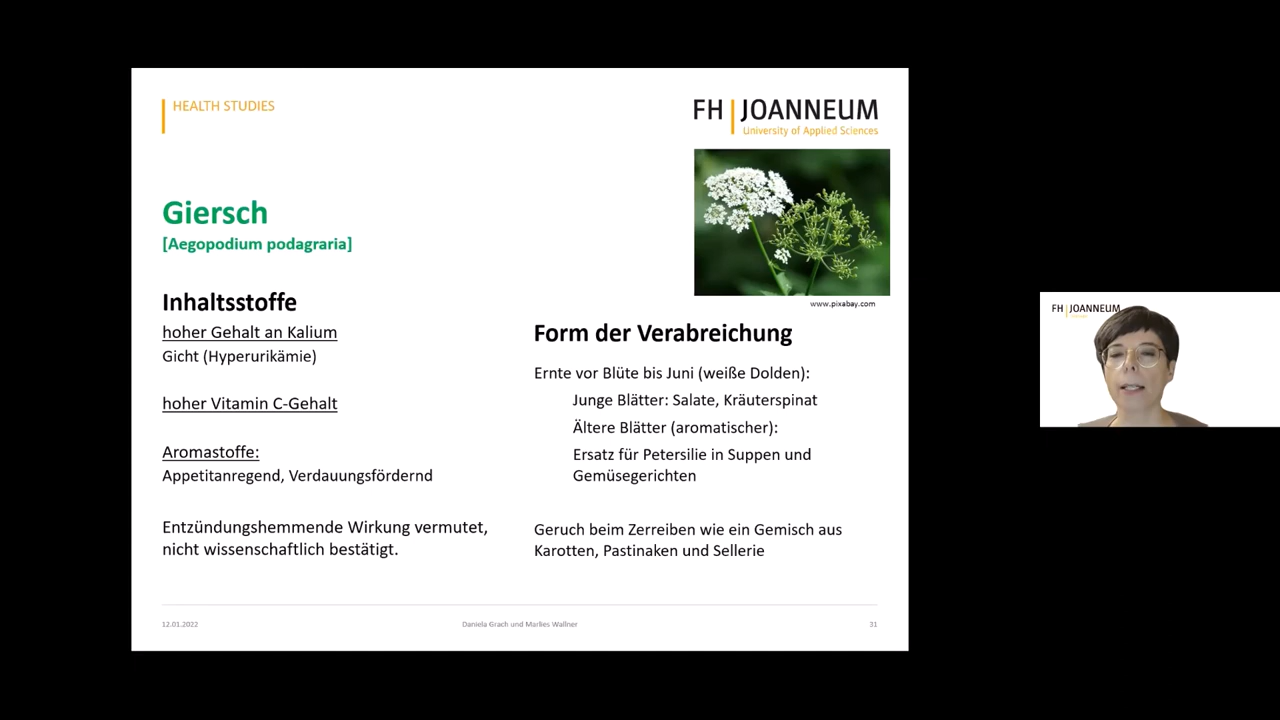 HEALTH STUDIES
FH JOANNEUM
University of Applied Sciences
Giersch
[Aegopodium podagraria]
www.pixabay.com
Inhaltsstoffe
hoher Gehalt an Kalium
Gicht (Hyperurikämie)
hoher Vitamin C-Gehalt
Aromastoffe:
Appetitanregend, Verdauungsfördernd
Entzündungshemmende Wirkung vermutet,
nicht wissenschaftlich bestätigt.
Form der Verabreichung
Ernte vor Blüte bis Juni (weiße Dolden):
Junge Blätter: Salate, Kräuterspinat
Ältere Blätter (aromatischer):
Ersatz für Petersilie in Suppen und
Gemüsegerichten
Geruch beim Zerreiben wie ein Gemisch aus
Karotten, Pastinaken und Sellerie
12.01.2022
Daniela Grach und Marlies Wallner
31
FH JOANNEUM